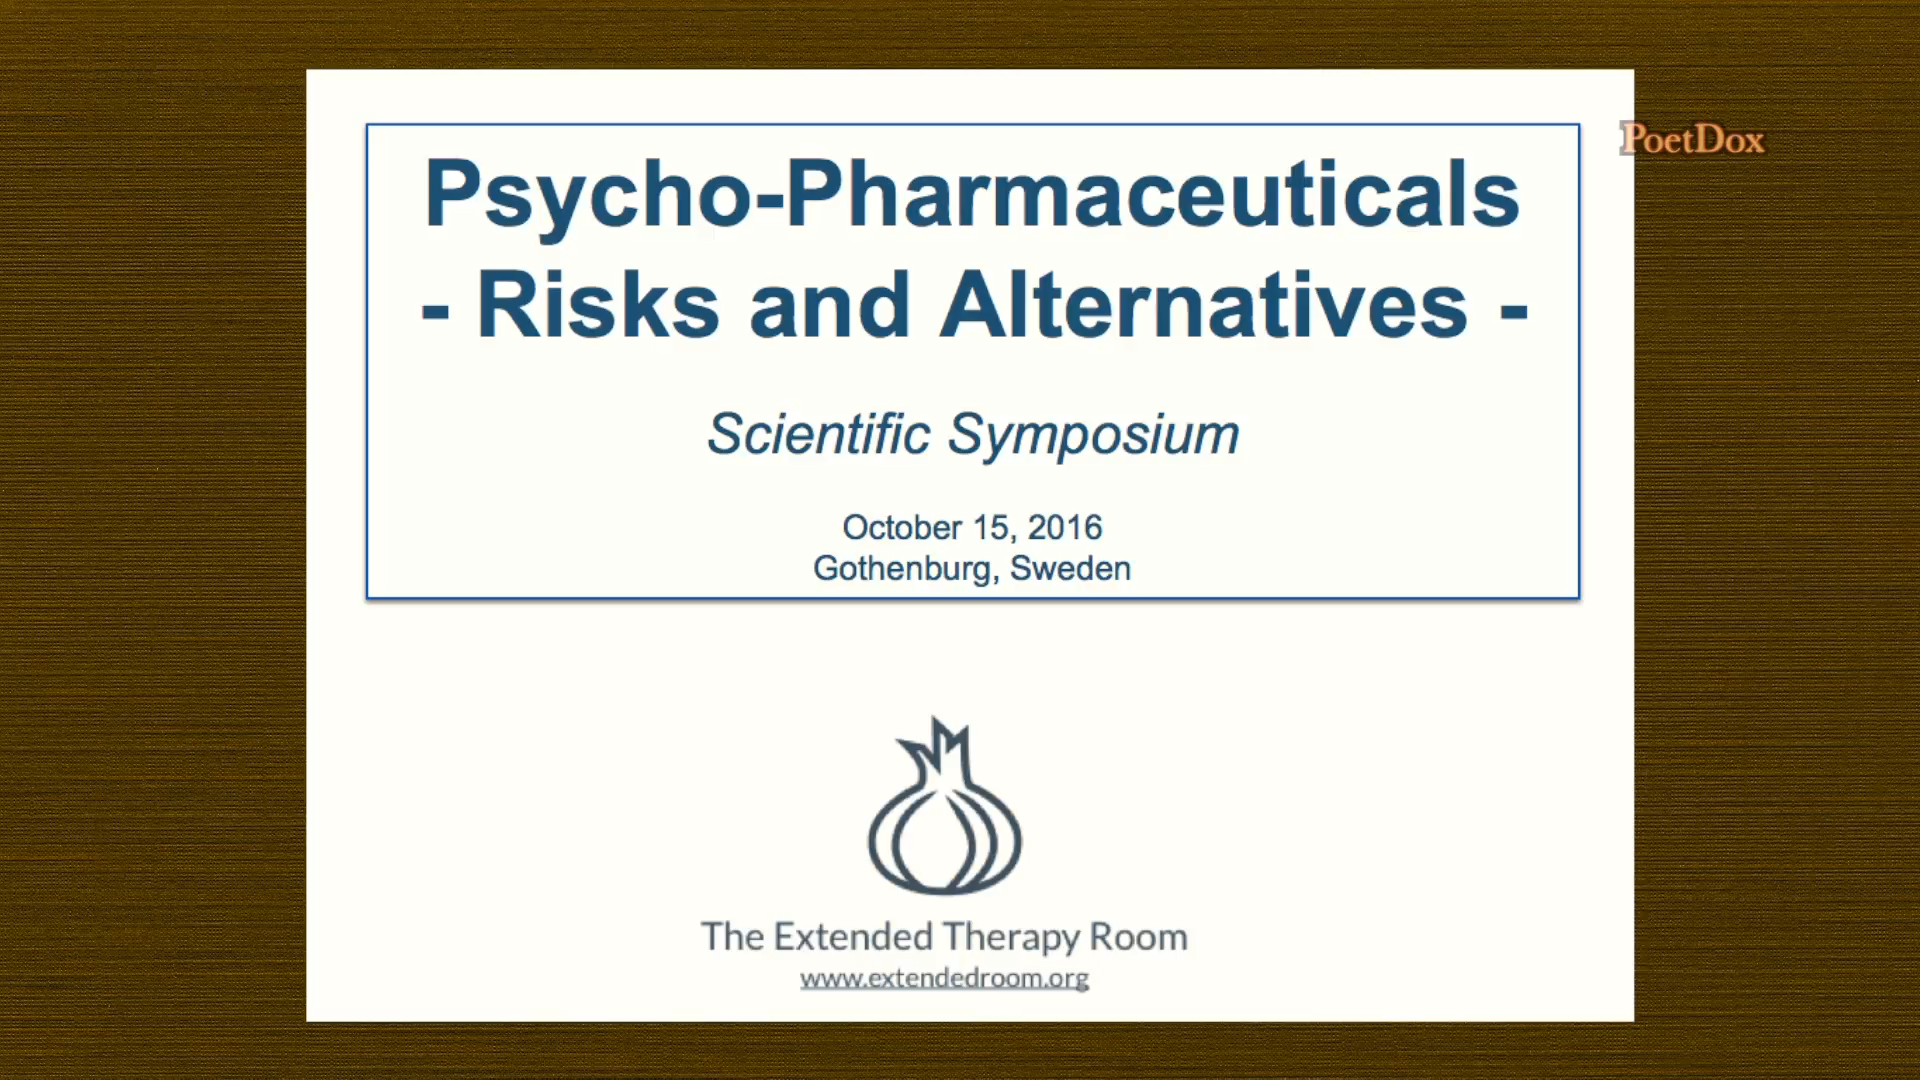 PoetDox
Psycho-Pharmaceuticals
- Risks and Alternatives -
Scientific Symposium
October 15, 2016
Gothenburg, Sweden
The Extended Therapy Room
www.extendedroom.org